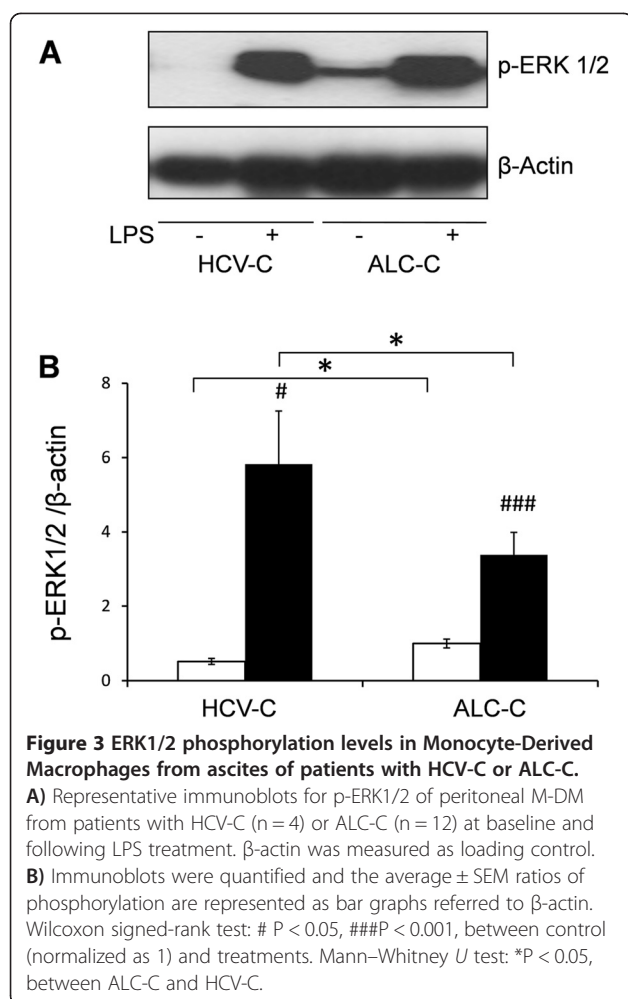 A
p-ERK 1/2
β-Actin
LPS - + - +
HCV-C ALC-C
B
*
*
8
6
4
2
0
p-ERK1/2 /β-actin
#
###
HCV-C ALC-C
Figure 3 ERK1/2 phosphorylation levels in Monocyte-Derived
Macrophages from ascites of patients with HCV-C or ALC-C.
A) Representative immunoblots for p-ERK1/2 of peritoneal M-DM
from patients with HCV-C (n = 4) or ALC-C (n = 12) at baseline and
following LPS treatment. β-actin was measured as loading control.
B) Immunoblots were quantified and the average ± SEM ratios of
phosphorylation are represented as bar graphs referred to β-actin.
Wilcoxon signed-rank test: # P < 0.05, ###P < 0.001, between control
(normalized as 1) and treatments. Mann–Whitney U test: *P < 0.05,
between ALC-C and HCV-C.